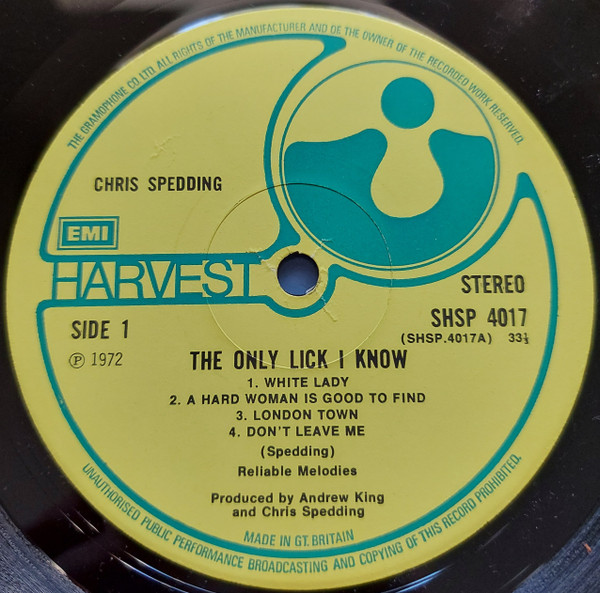 THE GRAMOPHONE CO. LTD. ALL RIGHTS OF THE MANUFACTURER AND OF THE OWNER OF THE RECORDED WORK RESERVED.
CHRIS SPEDDING
EMI
HARVEST
STEREO
SIDE 1
SHSP 4017
(SHSP.4017A) 33⅓
Ⓟ 1972
THE ONLY LICK I KNOW
1. WHITE LADY
2. A HARD WOMAN IS GOOD TO FIND
3. LONDON TOWN
4. DON'T LEAVE ME
(Spedding)
Reliable Melodies
Produced by Andrew King
and Chris Spedding
MADE IN GT. BRITAIN
UNAUTHORISED PUBLIC PERFORMANCE BROADCASTING AND COPYING OF THIS RECORD PROHIBITED.